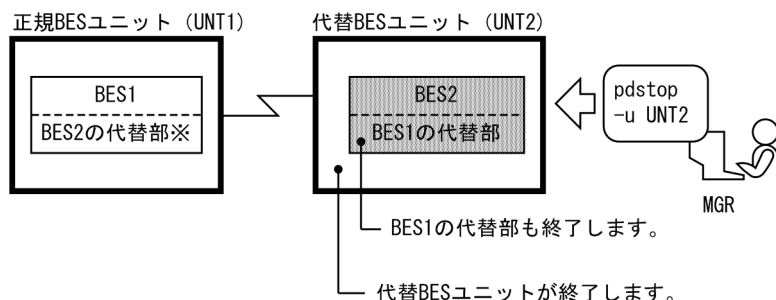 正規BESユニット（UNT1）
代替BESユニット（UNT2）
BES1
BES2の代替部※
BES2
BES1の代替部
pdstop
-u UNT2
MGR
BES1の代替部も終了します。
代替BESユニットが終了します。